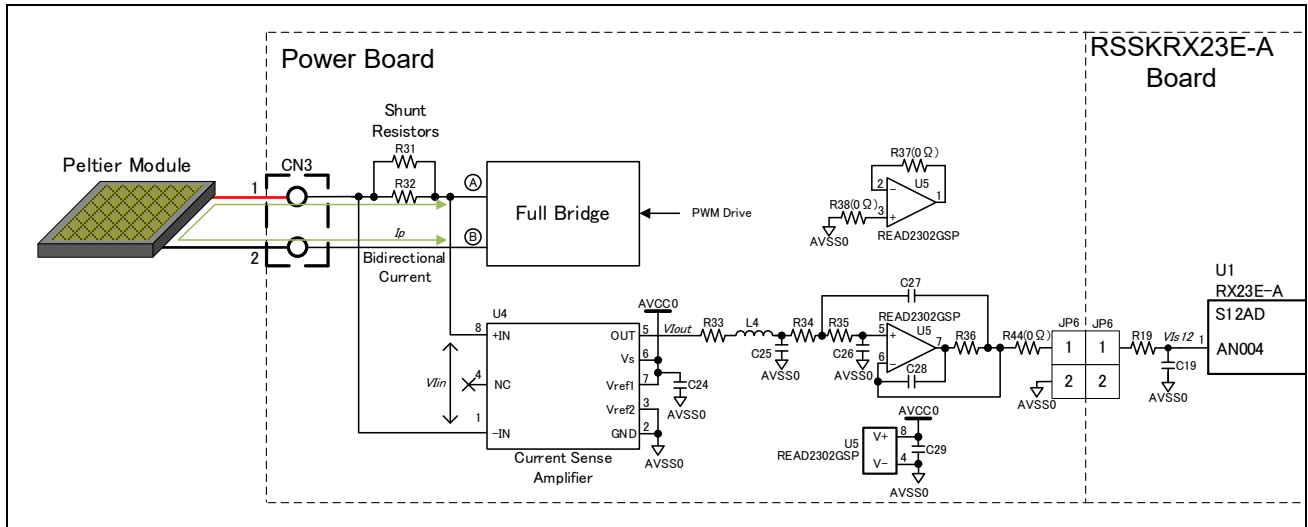 Power Board
RSSKRX23E-A
Board
Shunt
Resistors
R31
R32
Peltier Module
CN3
1
2
A
B
Ip
Bidirectional
Current
Full Bridge
PWM Drive
R37(0Ω)
U5
2
−
1
R38(0Ω)
3
+
READ2302GSP
AVSS0
U4
8
+IN
4
NC
1
−IN
VIin
OUT
5
Vs
6
Vref1
7
Vref2
3
GND
2
Current Sense
Amplifier
AVCC0
VIout
C24
AVSS0
AVSS0
R33
L4
C25
AVSS0
R34
R35
C26
AVSS0
C27
READ2302GSP
5
+
U5
6
−
7
C28
R36
R44(0Ω)
AVSS0
JP6
JP6
1
1
2
2
R19
VIs12
1
C19
AVSS0
U1
RX23E-A
S12AD
AN004
AVCC0
U5
READ2302GSP
V+
8
V−
4
C29
AVSS0